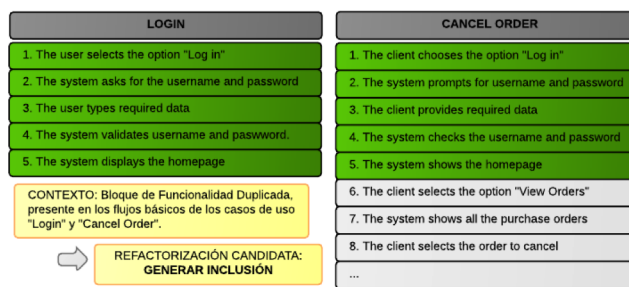 LOGIN
1. The user selects the option "Log in"
2. The system asks for the username and password
3. The user types required data
4. The system validates username and paswword.
5. The system displays the homepage
CONTEXTO: Bloque de Funcionalidad Duplicada,
presente en los flujos básicos de los casos de uso
"Login" y "Cancel Order".
REFACTORIZACIÓN CANDIDATA:
GENERAR INCLUSIÓN
CANCEL ORDER
1. The client chooses the option "Log in"
2. The system prompts for username and password
3. The client provides required data
4. The system checks the username and password
5. The system shows the homepage
6. The client selects the option "View Orders"
7. The system shows all the purchase orders
8. The client selects the order to cancel
...